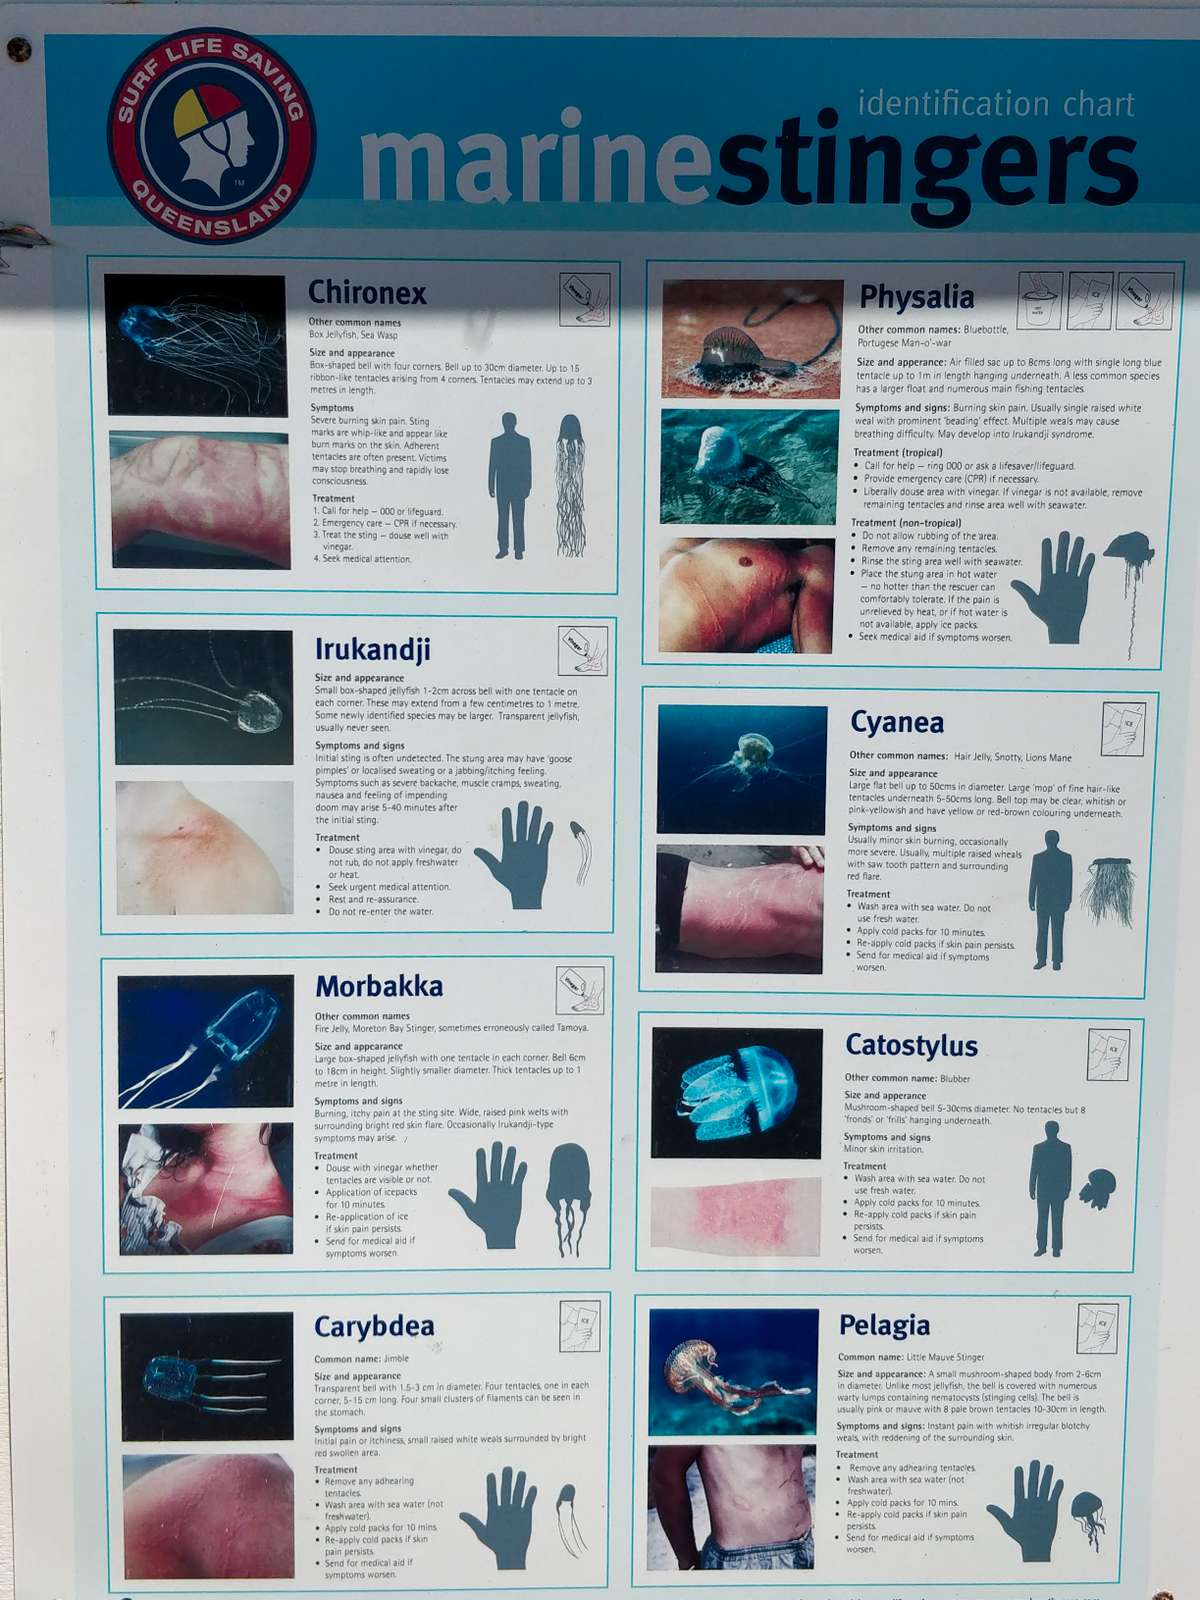 SURF LIFE SAVING
QUEENSLAND
TM
identification chart
marinestingers
Chironex
Vinegar
Other common names
Box Jellyfish, Sea Wasp
Size and appearance
Box-shaped bell with four corners. Bell up to 30cm diameter. Up to 15
ribbon-like tentacles arising from 4 corners. Tentacles may extend up to 3
metres in length.
Symptoms
Severe burning skin pain. Sting
marks are whip-like and appear like
burn marks on the skin. Adherent
tentacles are often present. Victims
may stop breathing and rapidly lose
consciousness.
Treatment
1. Call for help – 000 or lifeguard.
2. Emergency care – CPR if necessary.
3. Treat the sting – douse well with
vinegar.
4. Seek medical attention.
Irukandji
Vinegar
Size and appearance
Small box-shaped jellyfish 1-2cm across bell with one tentacle on
each corner. These may extend from a few centimetres to 1 metre.
Some newly identified species may be larger. Transparent jellyfish,
usually never seen.
Symptoms and signs
Initial sting is often undetected. The stung area may have 'goose
pimples' or localised sweating or a jabbing/itching feeling.
Symptoms such as severe backache, muscle cramps, sweating,
nausea and feeling of impending
doom may arise 5-40 minutes after
the initial sting.
Treatment
• Douse sting area with vinegar, do
not rub, do not apply freshwater
or heat.
• Seek urgent medical attention.
• Rest and re-assurance.
• Do not re-enter the water.
Morbakka
Vinegar
Other common names
Fire Jelly, Moreton Bay Stinger, sometimes erroneously called Tamoya.
Size and appearance
Large box-shaped jellyfish with one tentacle in each corner. Bell 6cm
to 18cm in height. Slightly smaller diameter. Thick tentacles up to 1
metre in length.
Symptoms and signs
Burning, itchy pain at the sting site. Wide, raised pink welts with
surrounding bright red skin flare. Occasionally Irukandji-type
symptoms may arise.
Treatment
• Douse with vinegar whether
tentacles are visible or not.
• Application of icepacks
for 10 minutes.
• Re-application of ice
if skin pain persists.
• Send for medical aid if
symptoms worsen.
Carybdea
ICE
Common name: Jimble
Size and appearance
Transparent bell with 1.5-3 cm in diameter. Four tentacles, one in each
corner, 5-15 cm long. Four small clusters of filaments can be seen in
the stomach.
Symptoms and signs
Initial pain or itchiness, small raised white weals surrounded by bright
red swollen area.
Treatment
• Remove any adhearing
tentacles.
• Wash area with sea water (not
freshwater).
• Apply cold packs for 10 mins.
• Re-apply cold packs if skin
pain persists.
• Send for medical aid if
symptoms worsen.
Physalia
HOT
WATER
ICE
Vinegar
Other common names: Bluebottle,
Portugese Man-o'-war
Size and apperance: Air filled sac up to 8cms long with single long blue
tentacle up to 1m in length hanging underneath. A less common species
has a larger float and numerous main fishing tentacles.
Symptoms and signs: Burning skin pain. Usually single raised white
weal with prominent 'beading' effect. Multiple weals may cause
breathing difficulty. May develop into Irukandji syndrome.
Treatment (tropical)
• Call for help – ring 000 or ask a lifesaver/lifeguard.
• Provide emergency care (CPR) if necessary.
• Liberally douse area with vinegar. If vinegar is not available, remove
remaining tentacles and rinse area well with seawater.
Treatment (non-tropical)
• Do not allow rubbing of the area.
• Remove any remaining tentacles.
• Rinse the sting area well with seawater.
• Place the stung area in hot water
– no hotter than the rescuer can
comfortably tolerate. If the pain is
unrelieved by heat, or if hot water is
not available, apply ice packs.
• Seek medical aid if symptoms worsen.
Cyanea
ICE
Other common names: Hair Jelly, Snotty, Lions Mane
Size and appearance
Large flat bell up to 50cms in diameter. Large 'mop' of fine hair-like
tentacles underneath 5-50cms long. Bell top may be clear, whitish or
pink-yellowish and have yellow or red-brown colouring underneath.
Symptoms and signs
Usually minor skin burning, occasionally
more severe. Usually, multiple raised wheals
with saw tooth pattern and surrounding
red flare.
Treatment
• Wash area with sea water. Do not
use fresh water.
• Apply cold packs for 10 minutes.
• Re-apply cold packs if skin pain persists.
• Send for medical aid if symptoms
worsen.
Catostylus
ICE
Other common name: Blubber
Size and apperance
Mushroom-shaped bell 5-30cms diameter. No tentacles but 8
'fronds' or 'frills' hanging underneath.
Symptoms and signs
Minor skin irritation.
Treatment
• Wash area with sea water. Do not
use fresh water.
• Apply cold packs for 10 minutes.
• Re-apply cold packs if skin pain
persists.
• Send for medical aid if symptoms
worsen.
Pelagia
ICE
Common name: Little Mauve Stinger
Size and appearance: A small mushroom-shaped body from 2-6cm
in diameter. Unlike most jellyfish, the bell is covered with numerous
warty lumps containing nematocysts (stinging cells). The bell is
usually pink or mauve with 8 pale brown tentacles 10-30cm in length.
Symptoms and signs: Instant pain with whitish irregular blotchy
weals, with reddening of the surrounding skin.
Treatment
• Remove any adhearing tentacles.
• Wash area with sea water (not
freshwater).
• Apply cold packs for 10 mins.
• Re-apply cold packs if skin pain
persists.
• Send for medical aid if symptoms
worsen.